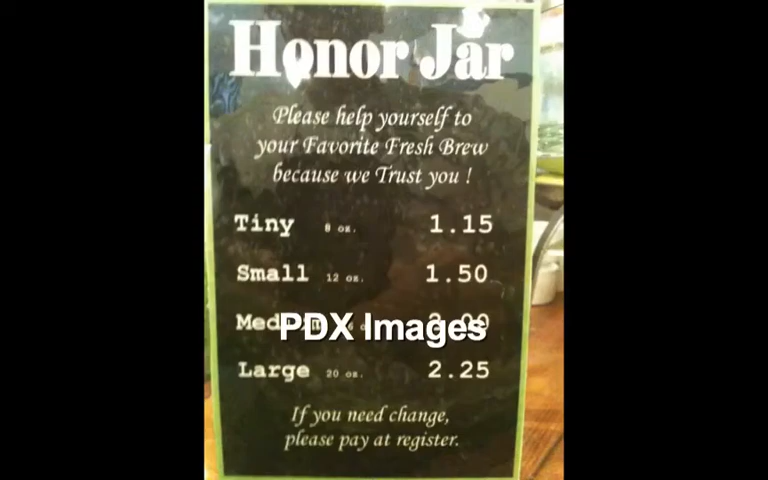 Honor Jar
Please help yourself to
your Favorite Fresh Brew
because we Trust you !
Tiny 8 oz. 1.15
Small 12 oz. 1.50
PDX Images
Large 20 oz. 2.25
If you need change,
please pay at register.